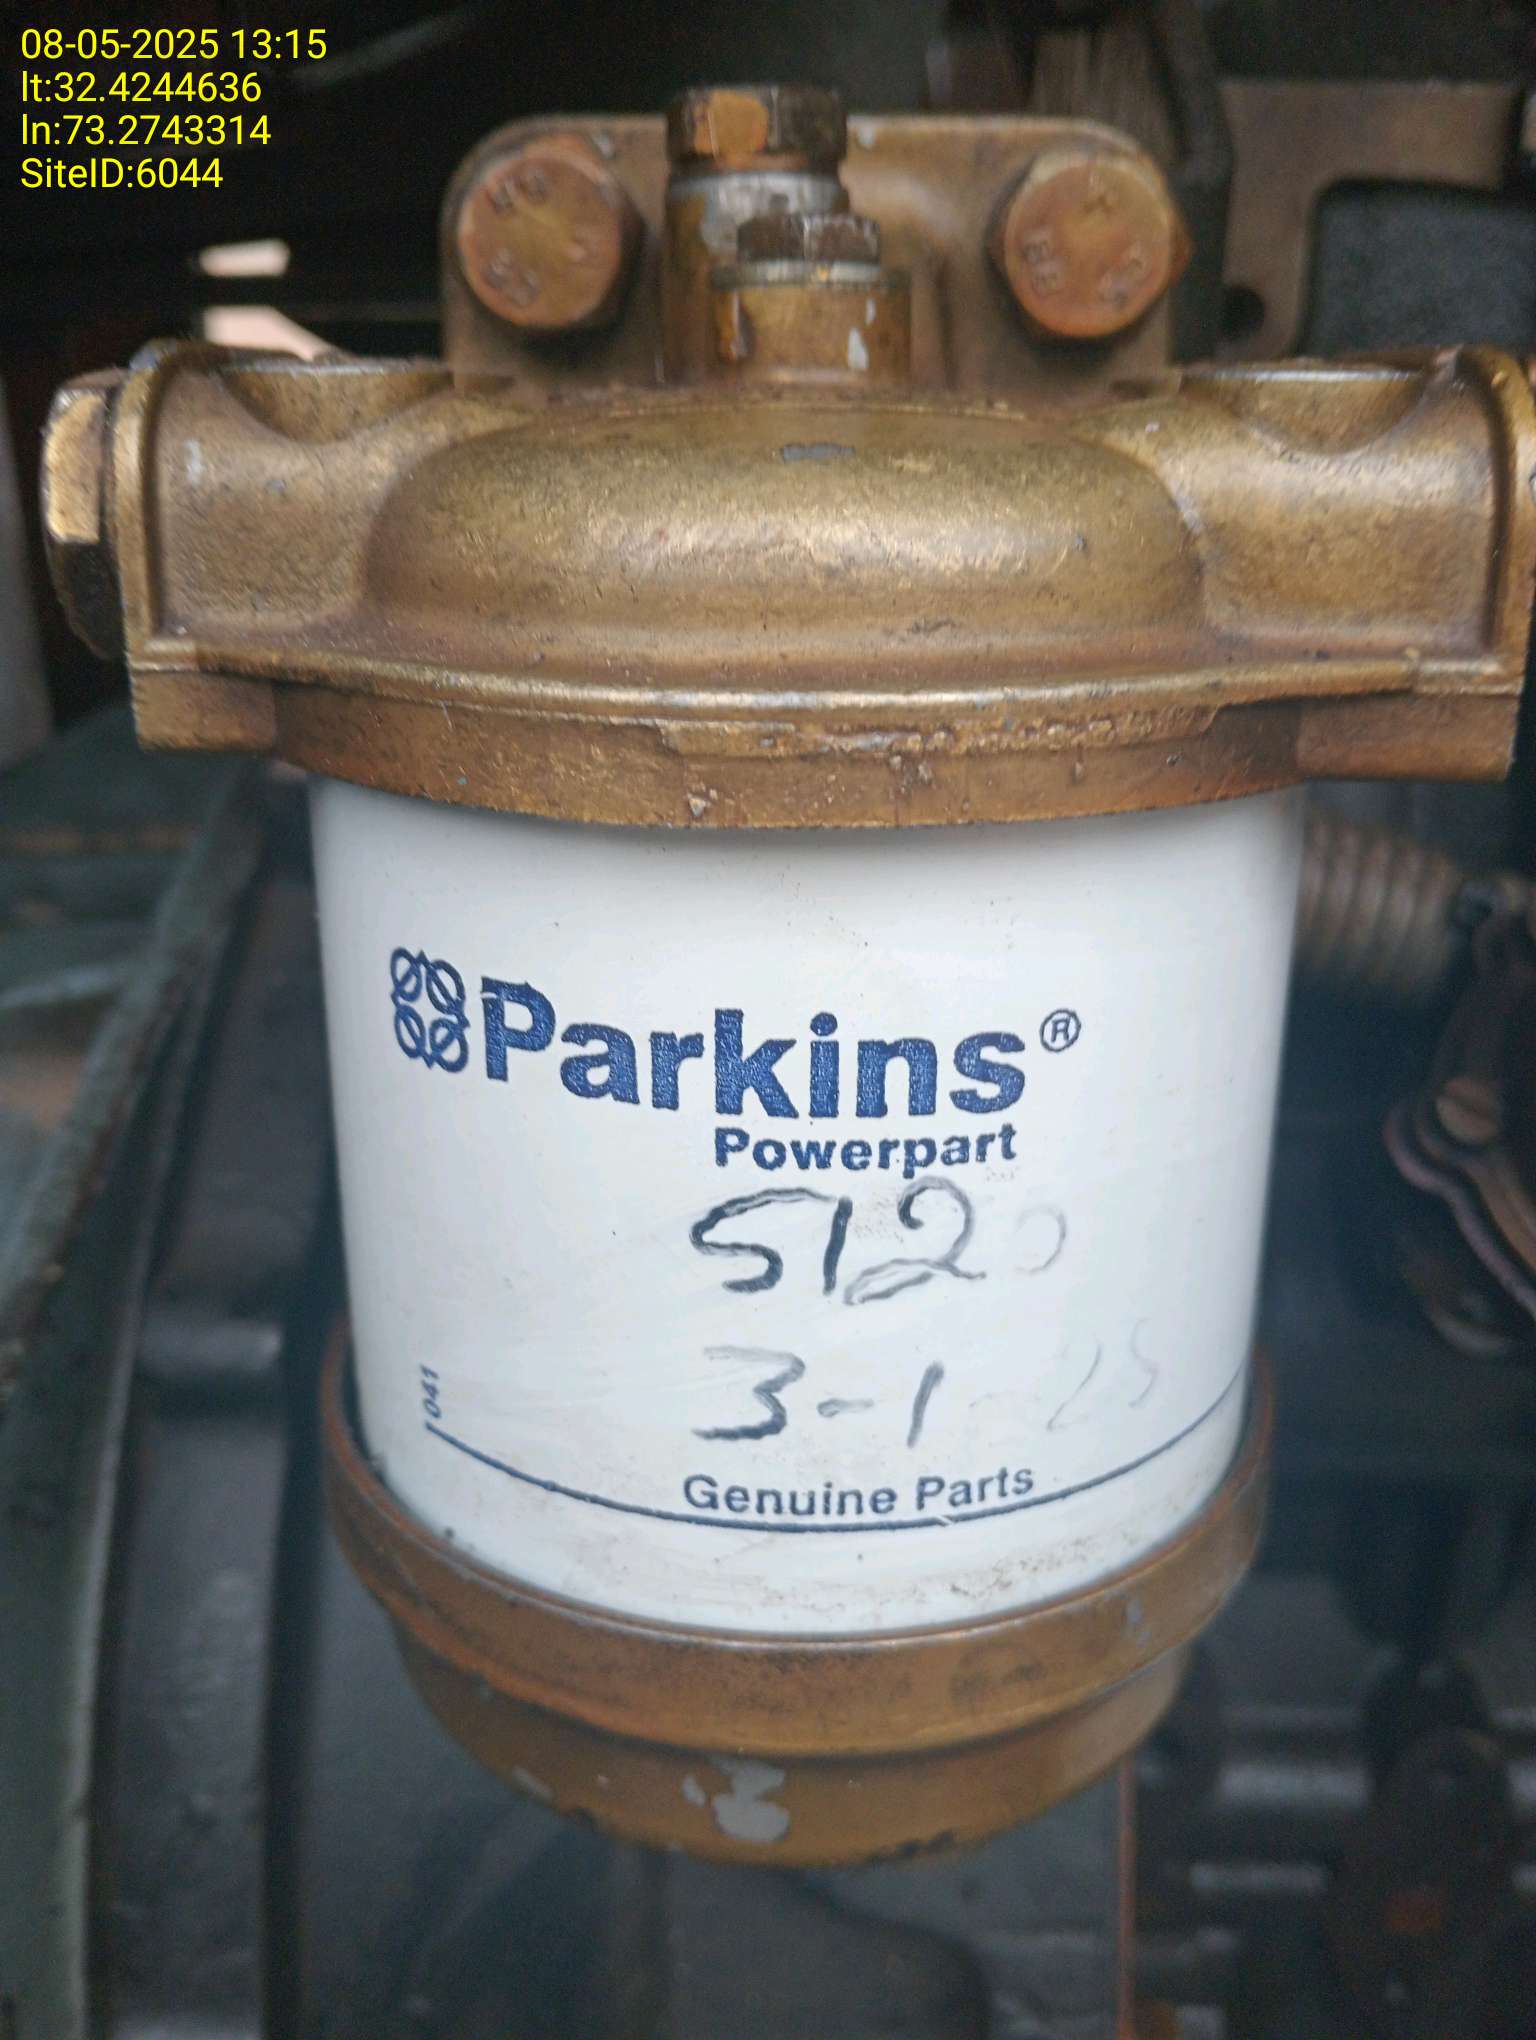 08-05-2025 13:15
lt:32.4244636
ln:73.2743314
SiteID:6044
Parkins®
Powerpart
5120
3-1-25
041
Genuine Parts